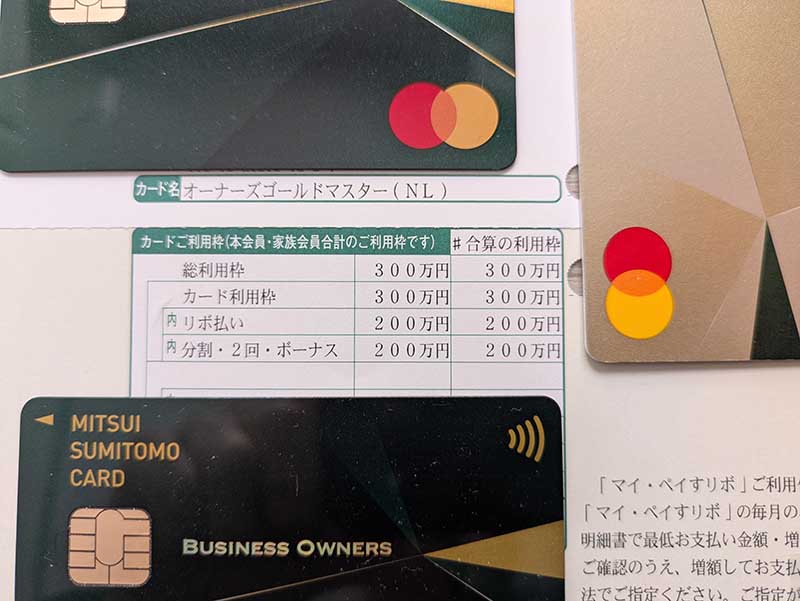 カード名 オーナーズゴールドマスター(NL)
カードご利用枠(本会員・家族会員合計のご利用枠です) #合算の利用枠
総利用枠 300万円 300万円
カード利用枠 300万円 300万円
内 リボ払い 200万円 200万円
内 分割・2回・ボーナス 200万円 200万円
MITSUI
SUMITOMO
CARD
BUSINESS OWNERS
「マイ・ペイすリボ」ご利用
「マイ・ペイすリボ」の毎月の
明細書で最低お支払い金額・増
ご確認のうえ、増額してお支払
法でご指定ください。ご指定が